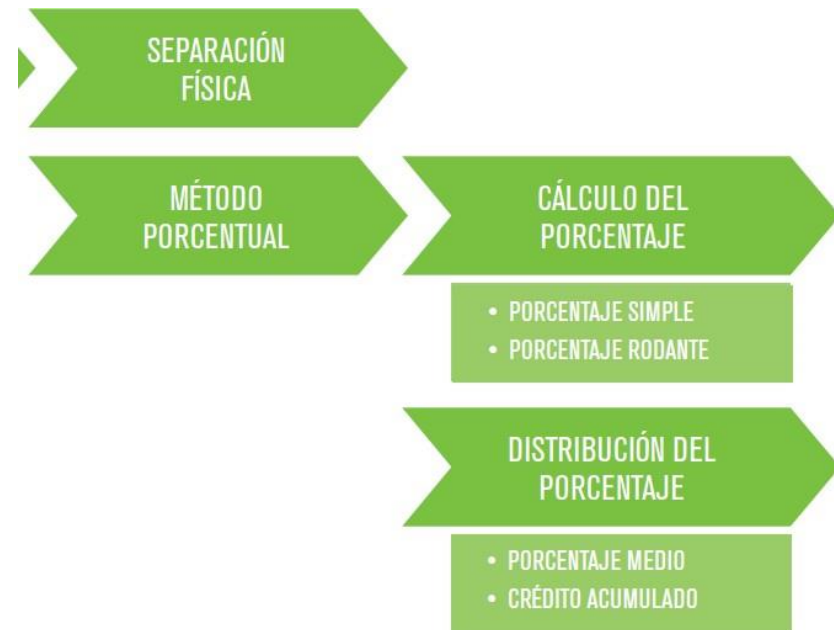 SEPARACIÓN
FÍSICA
MÉTODO
PORCENTUAL
CÁLCULO DEL
PORCENTAJE
• PORCENTAJE SIMPLE
• PORCENTAJE RODANTE
DISTRIBUCIÓN DEL
PORCENTAJE
• PORCENTAJE MEDIO
• CRÉDITO ACUMULADO